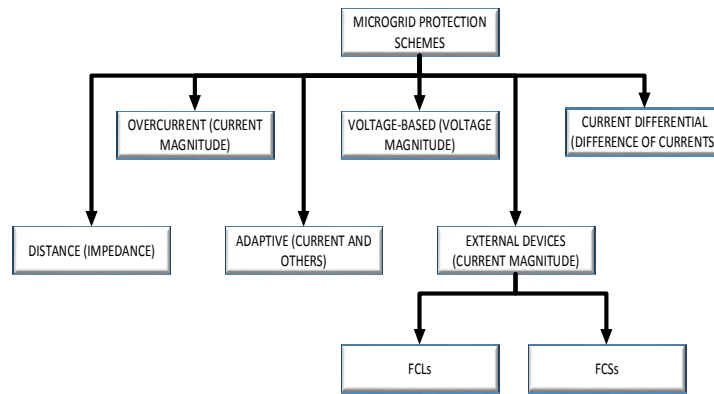 MICROGRID PROTECTION
SCHEMES
OVERCURRENT (CURRENT
MAGNITUDE)
VOLTAGE-BASED (VOLTAGE
MAGNITUDE)
CURRENT DIFFERENTIAL
(DIFFERENCE OF CURRENTS
DISTANCE (IMPEDANCE)
ADAPTIVE (CURRENT AND
OTHERS)
EXTERNAL DEVICES
(CURRENT MAGNITUDE)
FCLs
FCSs